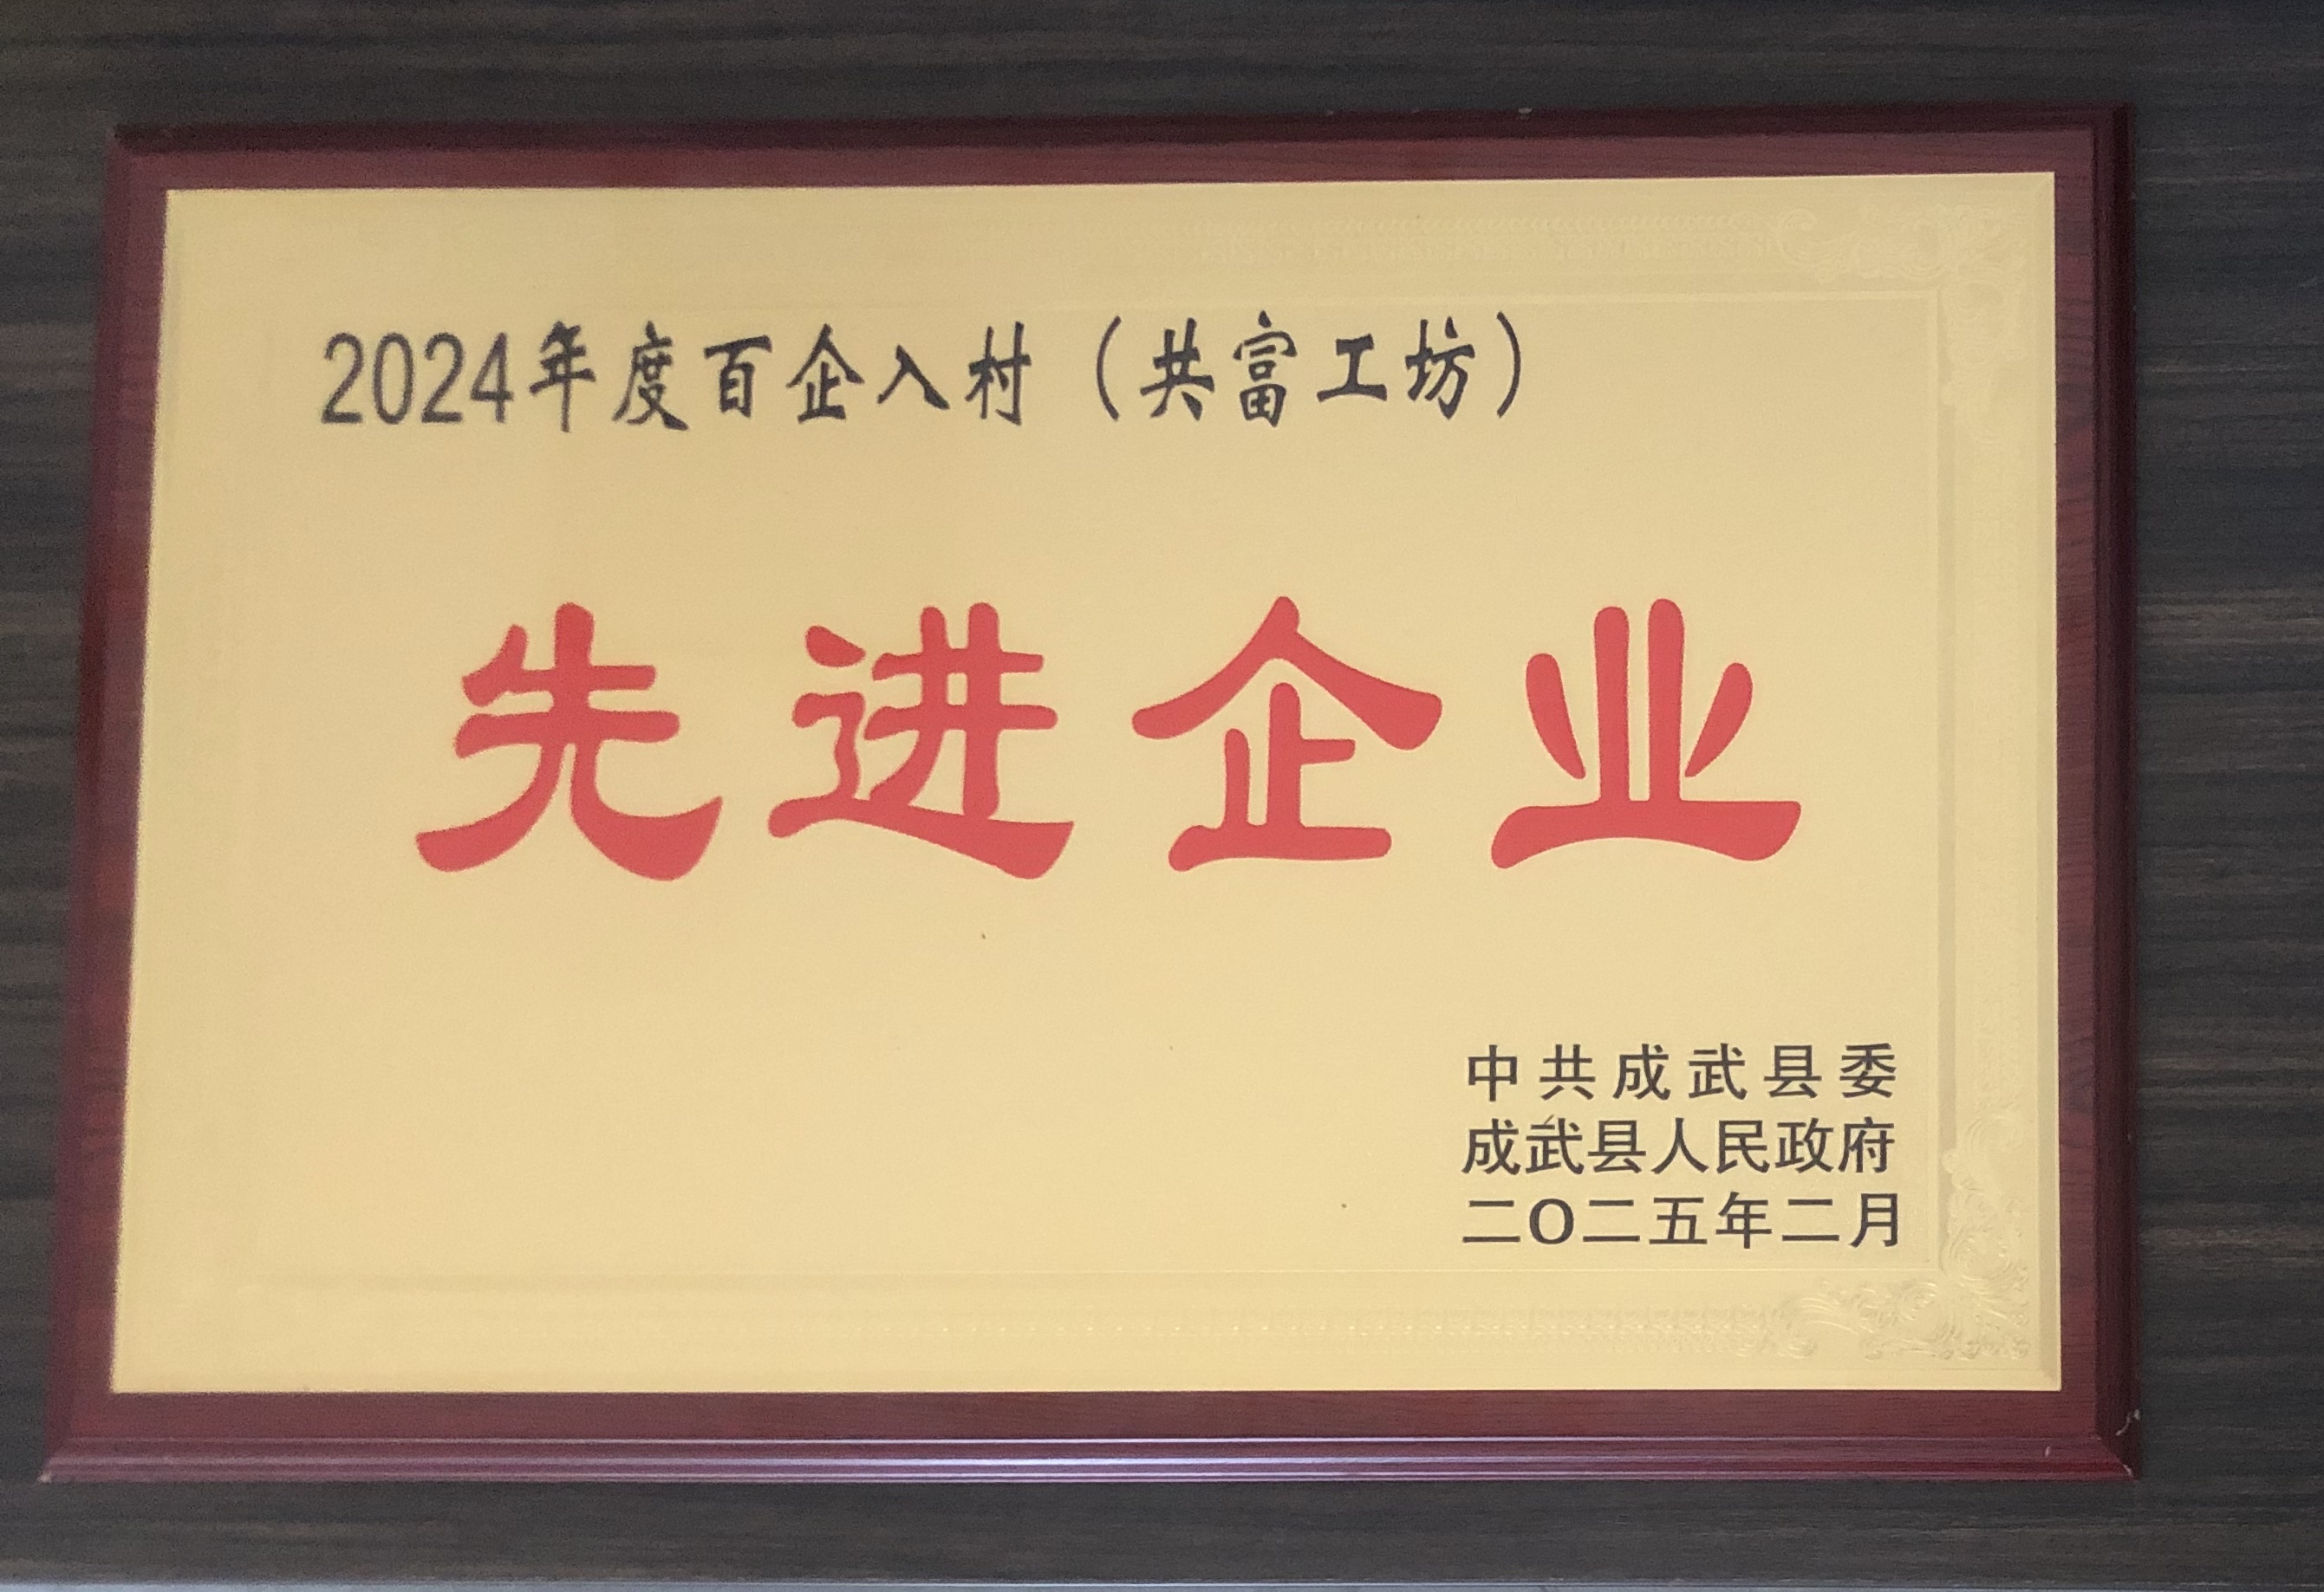 2024年度百企入村（共富工坊）
先进企业
中共成武县委
成武县人民政府
二〇二五年二月